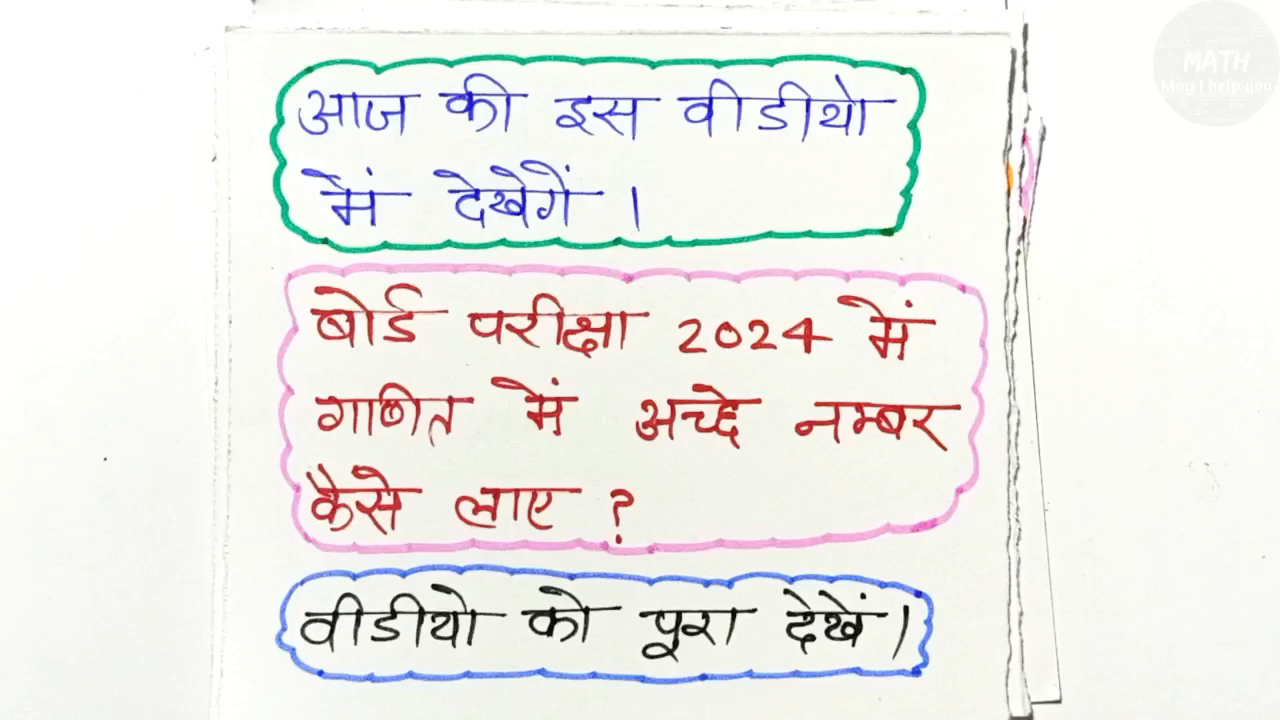 MATH
May I help you
आज की इस वीडीयो
में देखेगें ।
बोर्ड परीक्षा 2024 में
गणित में अच्छे नम्बर
कैसे लाए ?
वीडीयो को पूरा देखें।